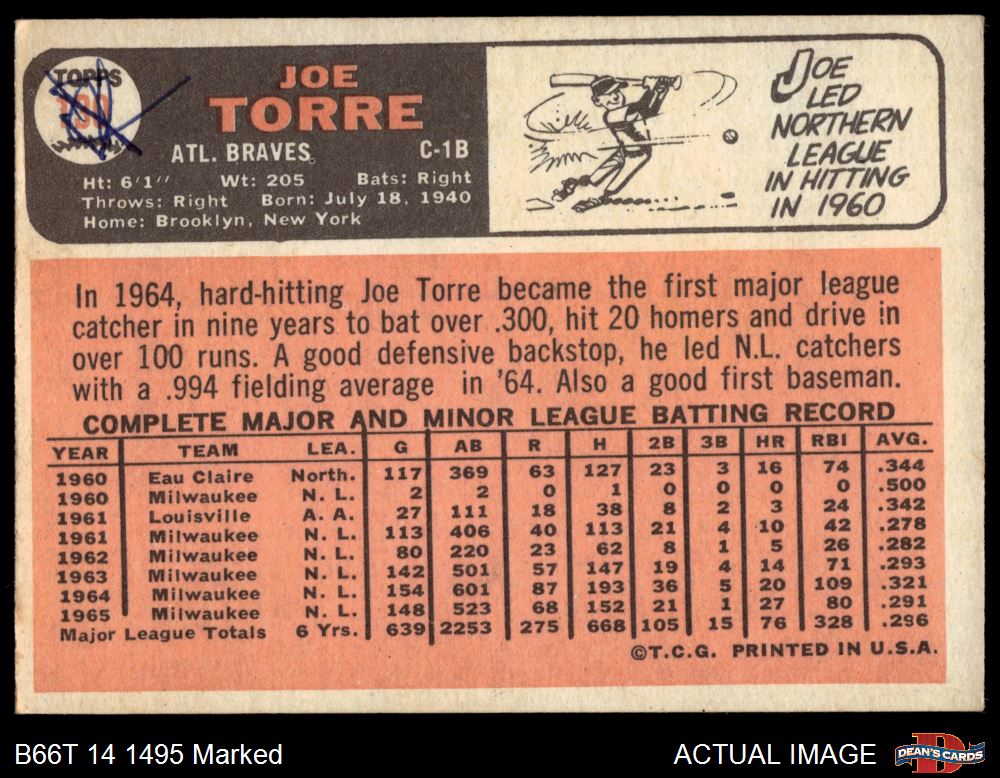 TOPPS
130
JOE
TORRE
ATL. BRAVES C-1B
Ht: 6'1" Wt: 205 Bats: Right
Throws: Right Born: July 18, 1940
Home: Brooklyn, New York
JOE
LED
NORTHERN
LEAGUE
IN HITTING
IN 1960
In 1964, hard-hitting Joe Torre became the first major league
catcher in nine years to bat over .300, hit 20 homers and drive in
over 100 runs. A good defensive backstop, he led N.L. catchers
with a .994 fielding average in '64. Also a good first baseman.
COMPLETE MAJOR AND MINOR LEAGUE BATTING RECORD
YEAR TEAM LEA. G AB R H 2B 3B HR RBI AVG.
1960 Eau Claire North. 117 369 63 127 23 3 16 74 .344
1960 Milwaukee N. L. 2 2 0 1 0 0 0 0 .500
1961 Louisville A. A. 27 111 18 38 8 2 3 24 .342
1961 Milwaukee N. L. 113 406 40 113 21 4 10 42 .278
1962 Milwaukee N. L. 80 220 23 62 8 1 5 26 .282
1963 Milwaukee N. L. 142 501 57 147 19 4 14 71 .293
1964 Milwaukee N. L. 154 601 87 193 36 5 20 109 .321
1965 Milwaukee N. L. 148 523 68 152 21 1 27 80 .291
Major League Totals 6 Yrs. 639 2253 275 668 105 15 76 328 .296
©T.C.G. PRINTED IN U.S.A.
B66T 14 1495 Marked
ACTUAL IMAGE
DEAN'S CARDS